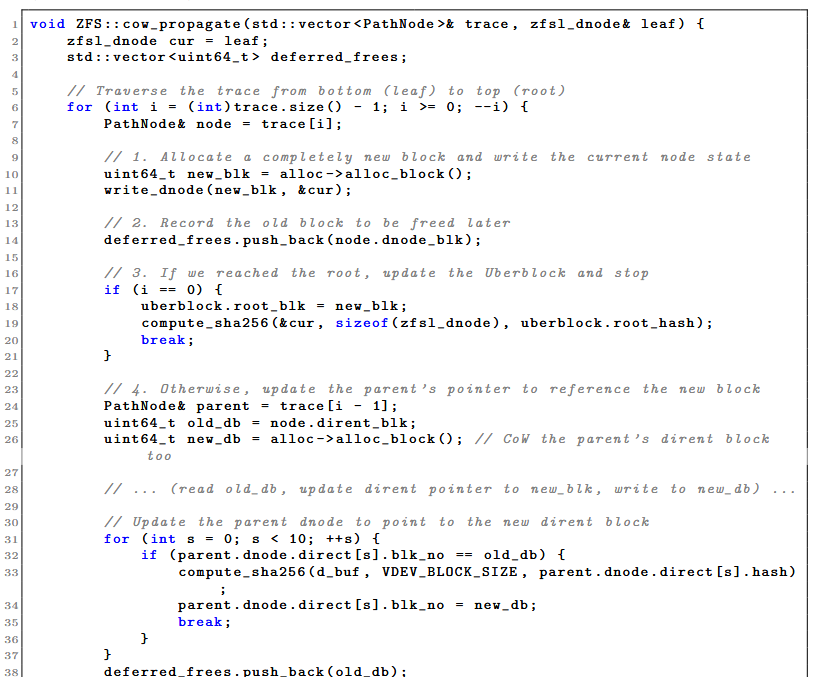 1 void ZFS::cow_propagate(std::vector<PathNode>& trace, zfsl_dnode& leaf) {
2     zfsl_dnode cur = leaf;
3     std::vector<uint64_t> deferred_frees;
4
5     // Traverse the trace from bottom (leaf) to top (root)
6     for (int i = (int)trace.size() - 1; i >= 0; --i) {
7         PathNode& node = trace[i];
8
9         // 1. Allocate a completely new block and write the current node state
10         uint64_t new_blk = alloc->alloc_block();
11         write_dnode(new_blk, &cur);
12
13         // 2. Record the old block to be freed later
14         deferred_frees.push_back(node.dnode_blk);
15
16         // 3. If we reached the root, update the Uberblock and stop
17         if (i == 0) {
18             uberblock.root_blk = new_blk;
19             compute_sha256(&cur, sizeof(zfsl_dnode), uberblock.root_hash);
20             break;
21         }
22
23         // 4. Otherwise, update the parent's pointer to reference the new block
24         PathNode& parent = trace[i - 1];
25         uint64_t old_db = node.dirent_blk;
26         uint64_t new_db = alloc->alloc_block(); // CoW the parent's dirent block
too
27
28         // ... (read old_db, update dirent pointer to new_blk, write to new_db) ...
29
30         // Update the parent dnode to point to the new dirent block
31         for (int s = 0; s < 10; ++s) {
32             if (parent.dnode.direct[s].blk_no == old_db) {
33                 compute_sha256(d_buf, VDEV_BLOCK_SIZE, parent.dnode.direct[s].hash)
;
34                 parent.dnode.direct[s].blk_no = new_db;
35                 break;
36             }
37         }
38         deferred_frees.push_back(old_db);